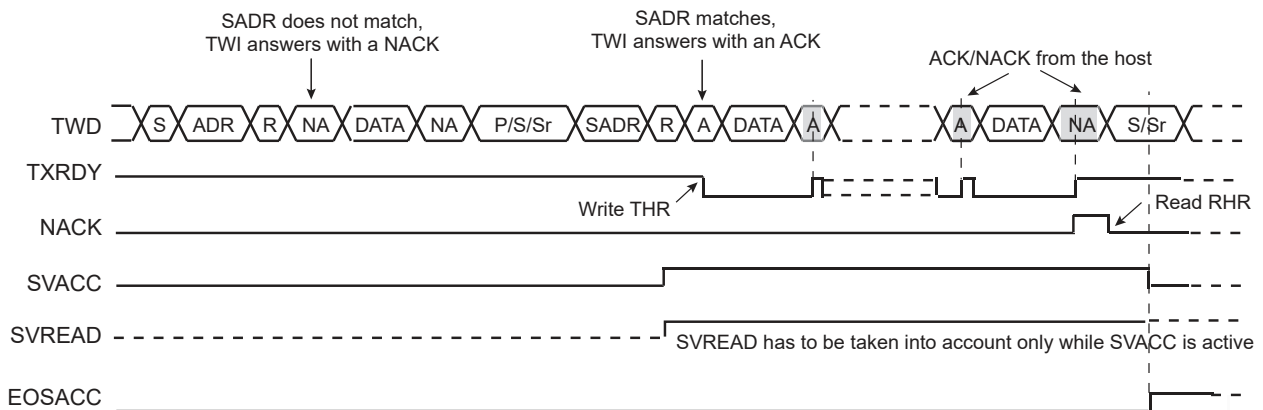 SADR does not match,
TWI answers with a NACK
SADR matches,
TWI answers with an ACK
ACK/NACK from the host
TWD S ADR R NA DATA NA P/S/Sr SADR R A DATA A A DATA NA S/Sr
TXRDY
Write THR
Read RHR
NACK
SVACC
SVREAD
SVREAD has to be taken into account only while SVACC is active
EOSACC